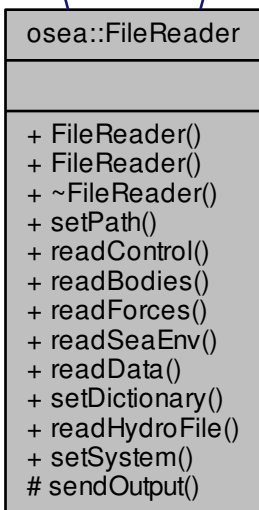 osea::FileReader
+ FileReader()
+ FileReader()
+ ~FileReader()
+ setPath()
+ readControl()
+ readBodies()
+ readForces()
+ readSeaEnv()
+ readData()
+ setDictionary()
+ readHydroFile()
+ setSystem()
# sendOutput()